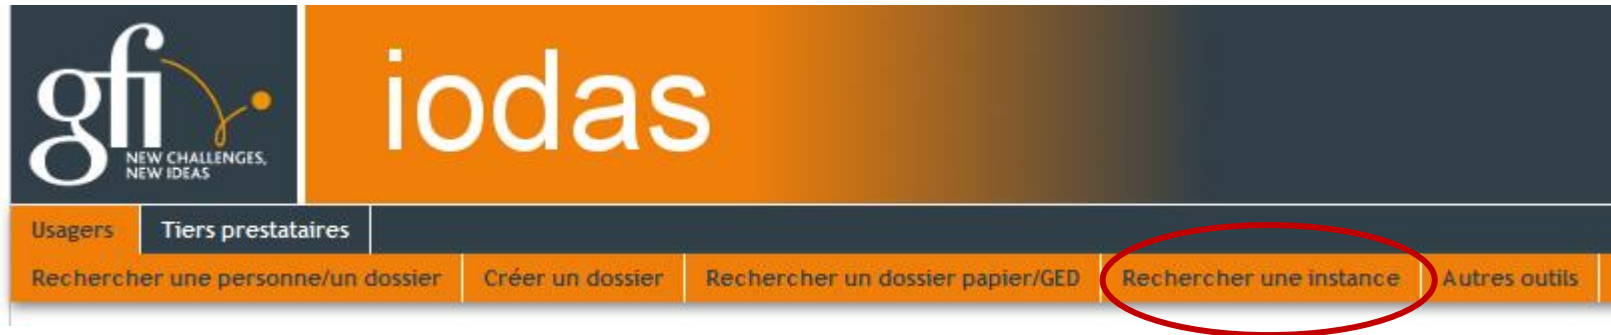 gfi
NEW CHALLENGES,
NEW IDEAS
iodas
Usagers Tiers prestataires
Rechercher une personne/un dossier Créer un dossier Rechercher un dossier papier/GED Rechercher une instance Autres outils